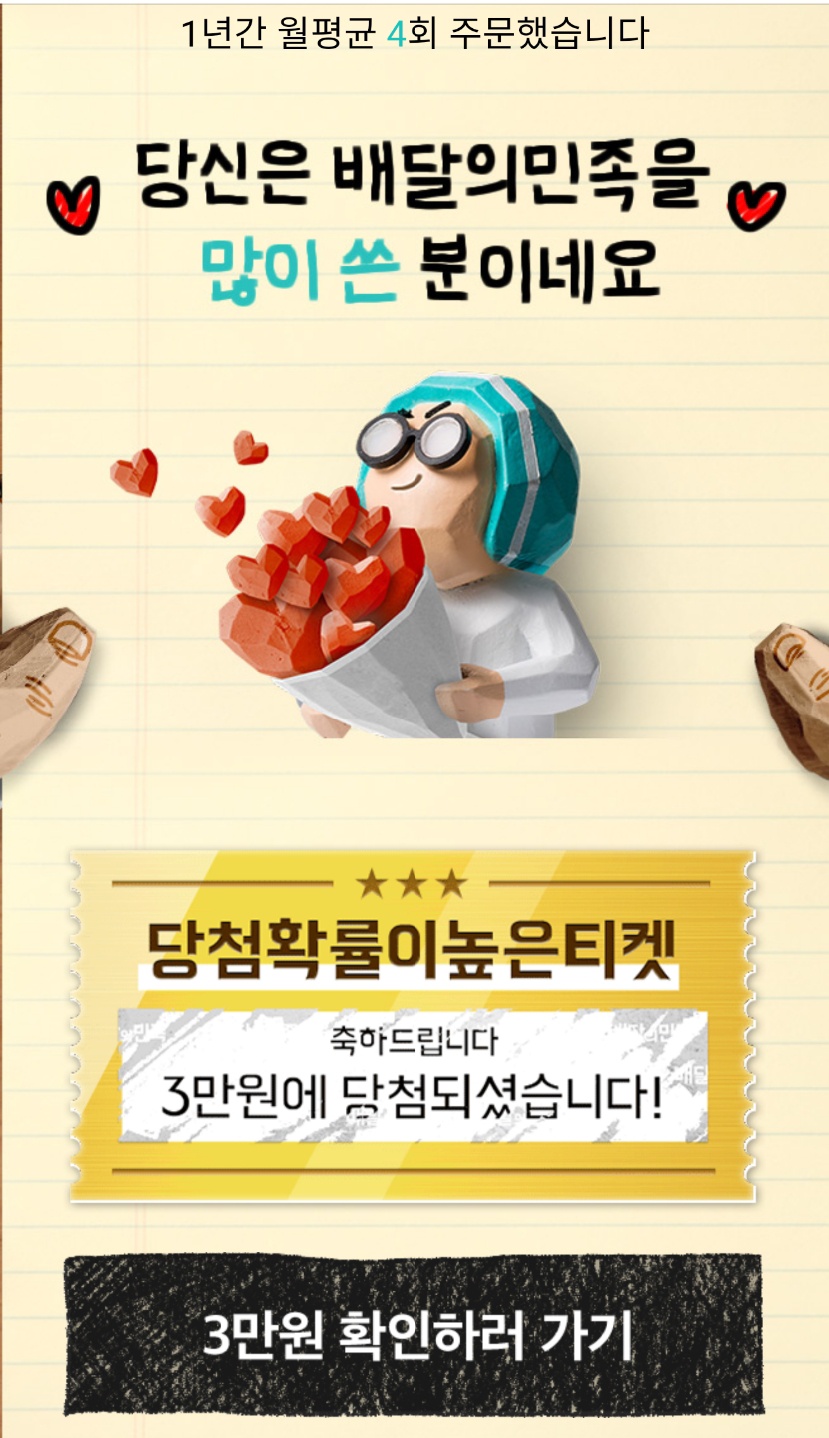 1년간 월평균 4회 주문했습니다
당신은 배달의민족을
많이 쓴 분이네요
당첨확률이높은티켓
축하드립니다
3만원에 당첨되셨습니다!
3만원 확인하러 가기